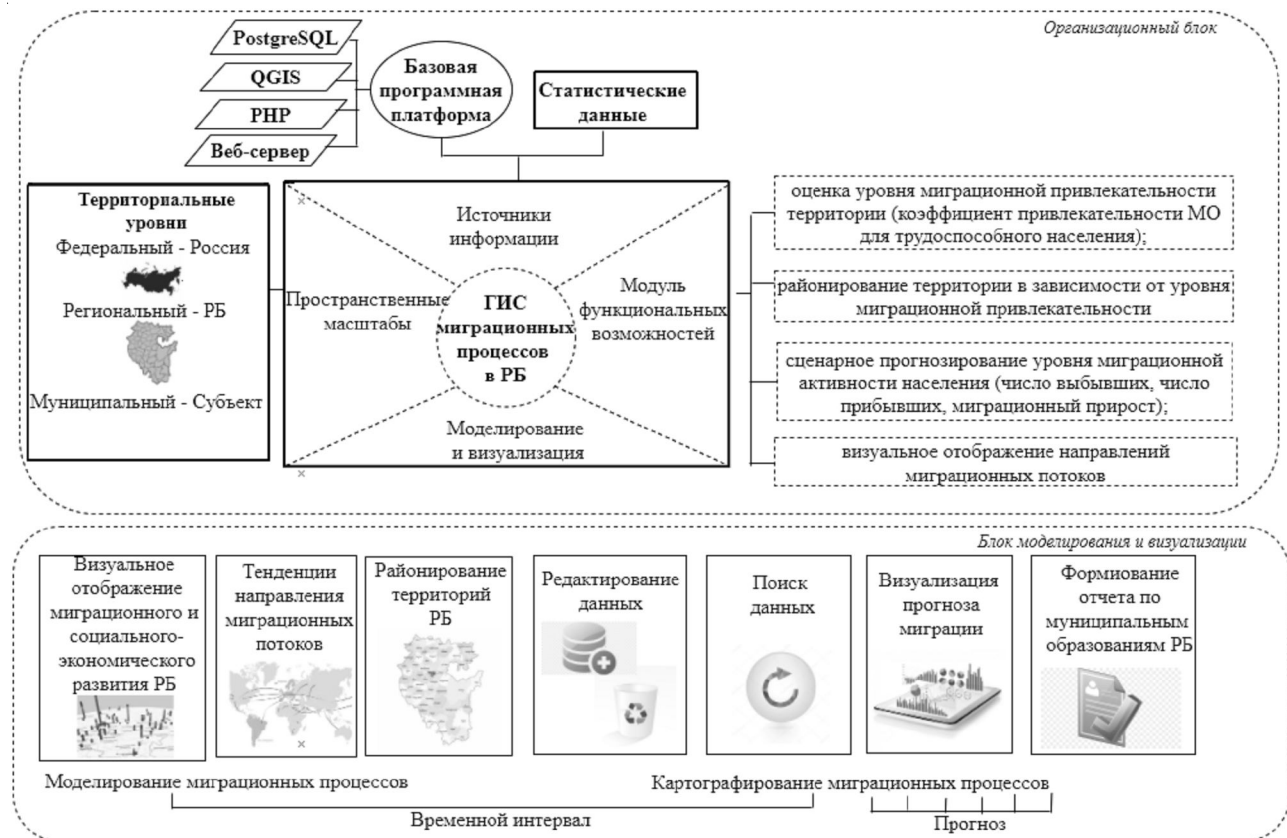 Организационный блок
PostgreSQL
QGIS
PHP
Веб-сервер
Базовая
программная
платформа
Статистические
данные
Территориальные
уровни
Федеральный - Россия
Региональный - РБ
Муниципальный - Субъект
Источники
информации
Пространственные
масштабы
ГИС
миграционных
процессов
в РБ
Модуль
функциональных
возможностей
Моделирование
и визуализация
оценка уровня миграционной привлекательности
территории (коэффициент привлекательности МО
для трудоспособного населения);
районирование территории в зависимости от уровня
миграционной привлекательности
сценарное прогнозирование уровня миграционной
активности населения (число выбывших, число
прибывших, миграционный прирост);
визуальное отображение направлений
миграционных потоков
Блок моделирования и визуализации
Визуальное
отображение
миграционного и
социального-
экономического
развития РБ
Тенденции
направления
миграционных
потоков
Районирование
территорий
РБ
Редактирование
данных
Поиск
данных
Визуализация
прогноза
миграции
Формиование
отчета по
муниципальным
образованиям РБ
Моделирование миграционных процессов
Картографирование миграционных процессов
Временной интервал
Прогноз